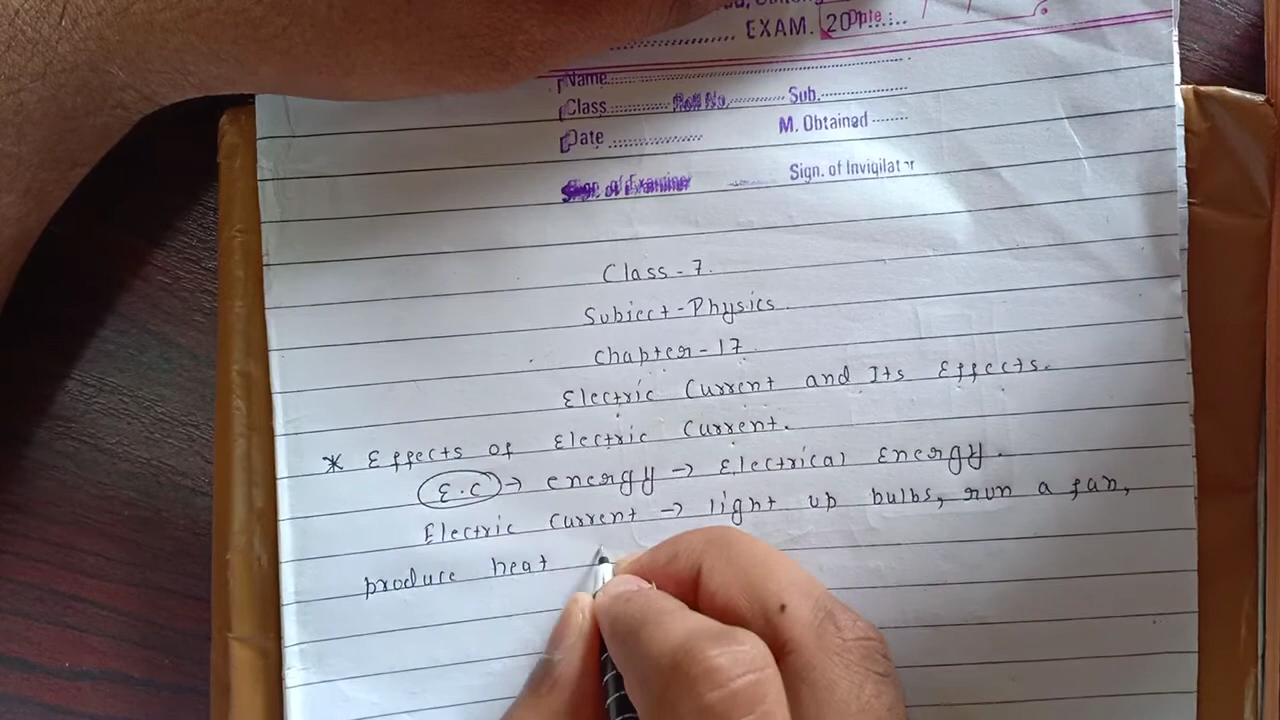 EXAM. 20
Date
Name
Class Roll No. Sub.
Date M. Obtained
Sign. of Examiner Sign. of Invigilator
Class-7.
Subject-Physics
Chapter-17
Electric Current and Its Effects.
* Effects of Electric Current.
E.C → energy → Electrical Energy.
Electric Current → light up bulbs, run a fan,
produce heat